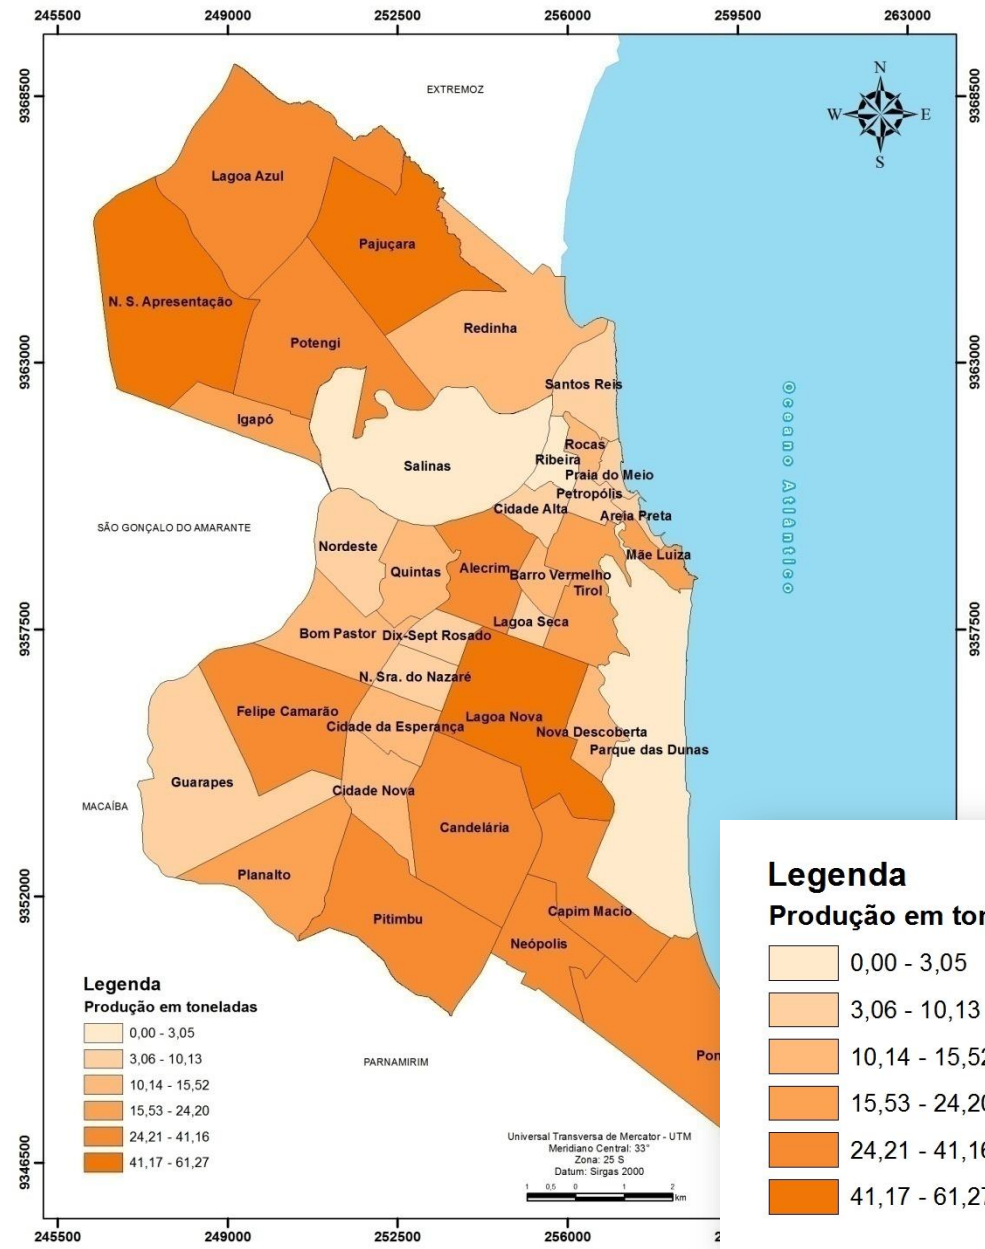 245500 249000 252500 256000 259500 263000
9368500
9368500
N
W E
S
EXTREMOZ
Lagoa Azul
Pajuçara
N. S. Apresentação
Redinha
Potengi
9363000
9363000
Santos Reis
Igapó
Rocas
Ribeira
Salinas
Praia do Meio
Petropólis
Cidade Alta
Areia Preta
Oceano Atlântico
SÃO GONÇALO DO AMARANTE
Nordeste
Mãe Luiza
Quintas
Alecrim
Barro Vermelho
Tirol
Lagoa Seca
9357500
9357500
Bom Pastor
Dix-Sept Rosado
N. Sra. do Nazaré
Felipe Camarão
Lagoa Nova
Cidade da Esperança
Nova Descoberta
Parque das Dunas
Guarapes
Cidade Nova
MACAÍBA
Candelária
Planalto
9352000
Capim Macio
Pitimbu
Neópolis
Pon
PARNAMIRIM
Legenda
Produção em toneladas
0,00 - 3,05
3,06 - 10,13
10,14 - 15,52
15,53 - 24,20
24,21 - 41,16
41,17 - 61,27
Universal Transversa de Mercator - UTM
Meridiano Central: 33°
Zona: 25 S
Datum: Sirgas 2000
1 0,5 0 1 2
km
9346500
245500 249000 252500 256000 2
Legenda
Produção em ton
0,00 - 3,05
3,06 - 10,13
10,14 - 15,52
15,53 - 24,20
24,21 - 41,16
41,17 - 61,27